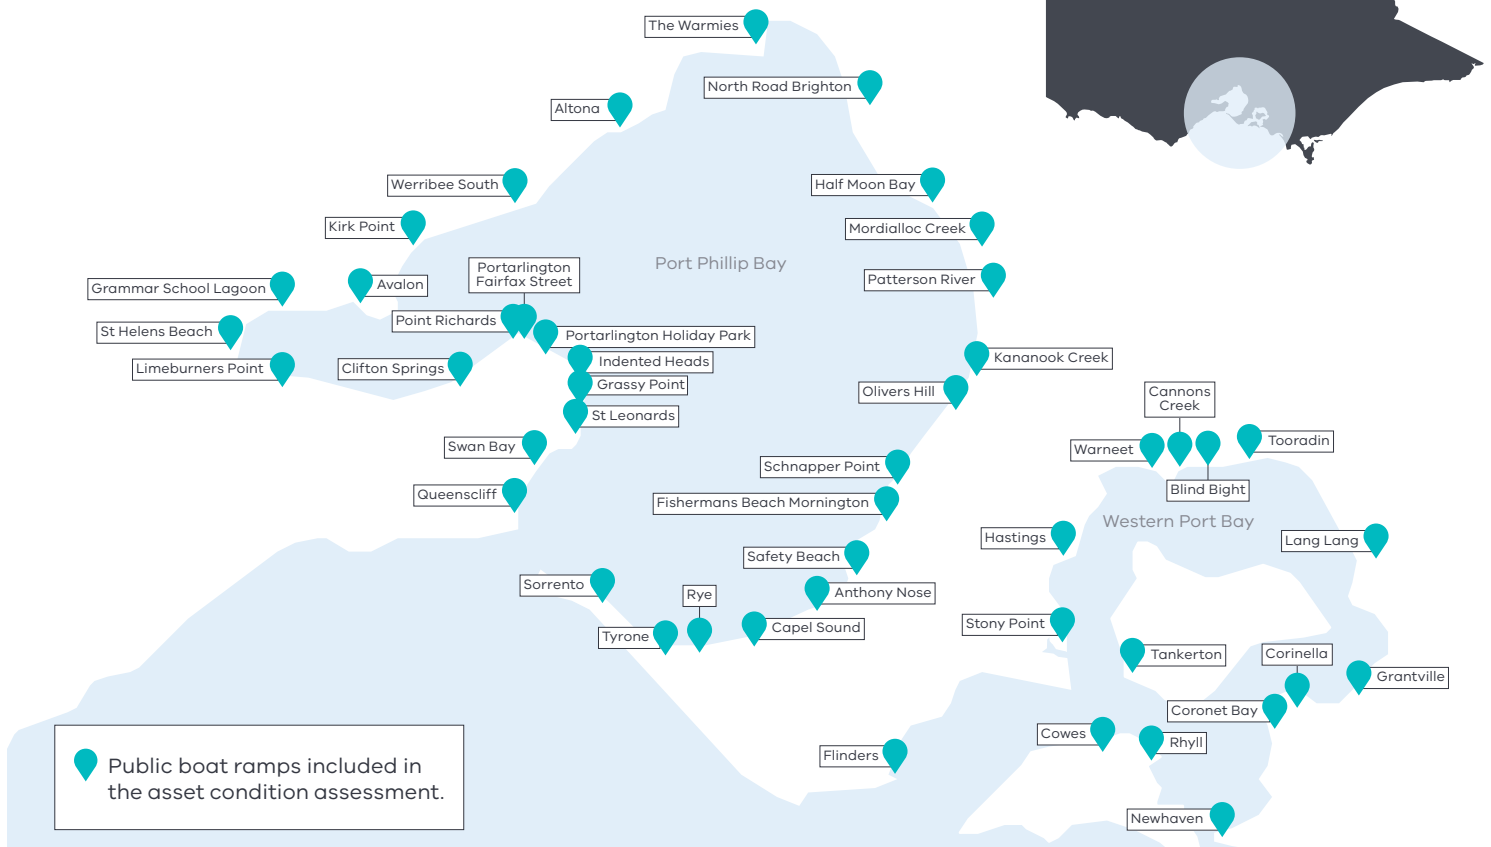 The Warmies
North Road Brighton
Altona
Werribee South
Half Moon Bay
Kirk Point
Mordialloc Creek
Port Phillip Bay
Portarlington
Fairfax Street
Patterson River
Grammar School Lagoon
Avalon
Point Richards
St Helens Beach
Portarlington Holiday Park
Kananook Creek
Indented Heads
Limeburners Point
Clifton Springs
Grassy Point
Olivers Hill
St Leonards
Cannons
Creek
Swan Bay
Warneet
Tooradin
Schnapper Point
Queenscliff
Blind Bight
Fishermans Beach Mornington
Western Port Bay
Hastings
Lang Lang
Safety Beach
Sorrento
Rye
Anthony Nose
Tyrone
Capel Sound
Stony Point
Tankerton
Corinella
Grantville
Coronet Bay
Cowes
Rhyll
Flinders
Newhaven
Public boat ramps included in
the asset condition assessment.